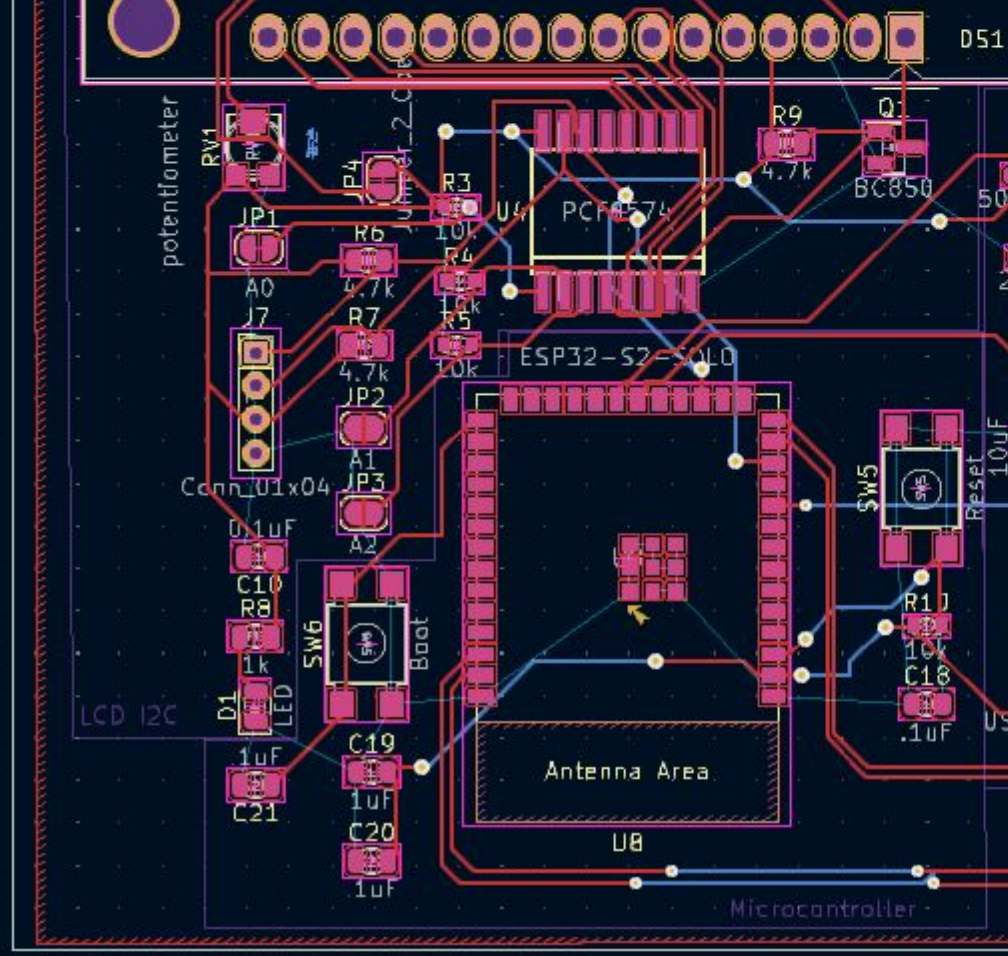 DS1
potentiometer
RV1
JP4
R3
10k
U4
PCF8574
R9
4.7k
Q1
BC850
JP1
A0
R6
4.7k
R4
10k
J7
R7
4.7k
R5
10k
ESP32-S2-SOLO
JP2
A1
Conn_01x04
JP3
A2
SW5
Reset
10uF
0.1uF
C10
R8
1k
SW6
Boot
D1
LED
LCD I2C
R10
10k
C18
.1uF
1uF
C21
C19
1uF
C20
.1uF
Antenna Area
U8
Microcontroller